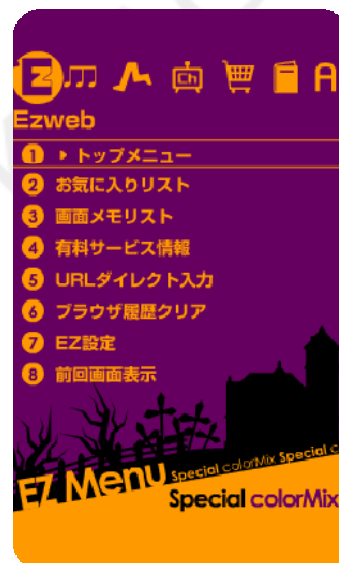 EZ Ch A
Ezweb
1 トップメニュー
2 お気に入りリスト
3 画面メモリスト
4 有料サービス情報
5 URLダイレクト入力
6 ブラウザ履歴クリア
7 EZ設定
8 前回画面表示
EZ Menu Special colorMix Special c
Special colorMix